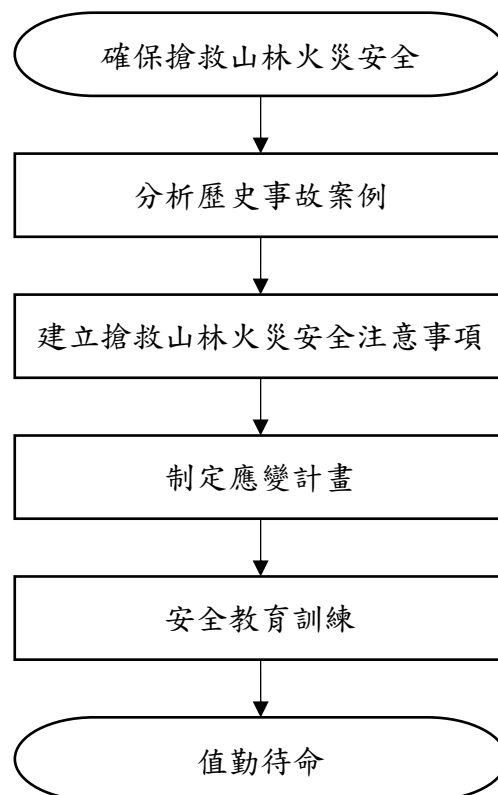 確保搶救山林火災安全
分析歷史事故案例
建立搶救山林火災安全注意事項
制定應變計畫
安全教育訓練
值勤待命